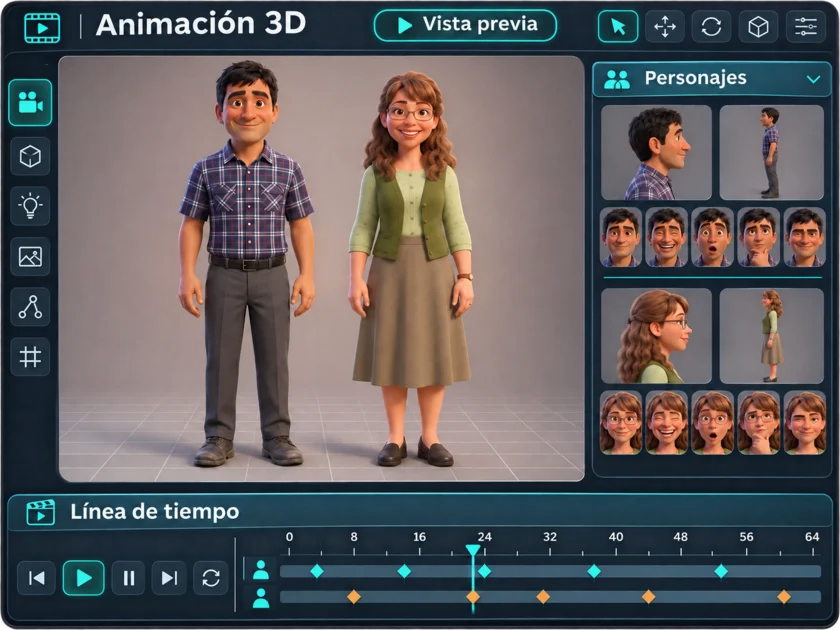 Animación 3D
Vista previa
Personajes
Línea de tiempo
0 8 16 24 32 40 48 56 64